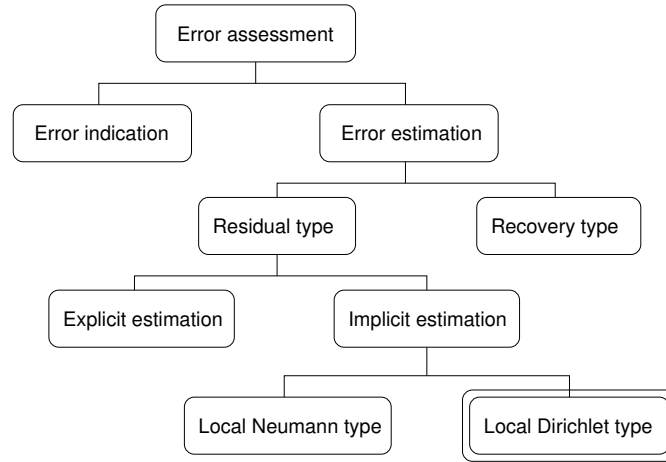 Error assessment
Error indication
Error estimation
Residual type
Recovery type
Explicit estimation
Implicit estimation
Local Neumann type
Local Dirichlet type